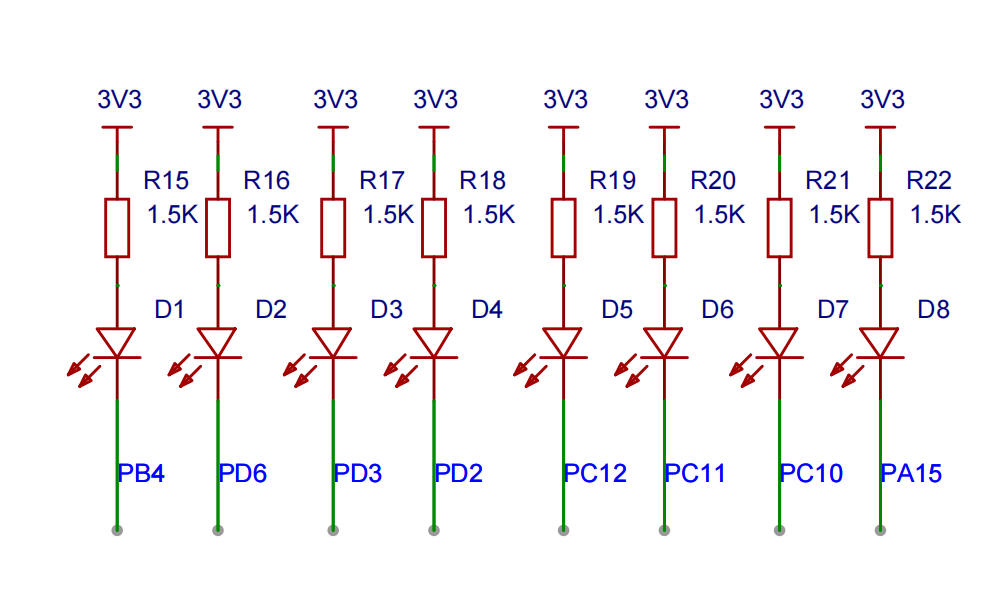 3V3 3V3 3V3 3V3 3V3 3V3 3V3 3V3
R15 R16 R17 R18 R19 R20 R21 R22
1.5K 1.5K 1.5K 1.5K 1.5K 1.5K 1.5K 1.5K
D1 D2 D3 D4 D5 D6 D7 D8
PB4 PD6 PD3 PD2 PC12 PC11 PC10 PA15